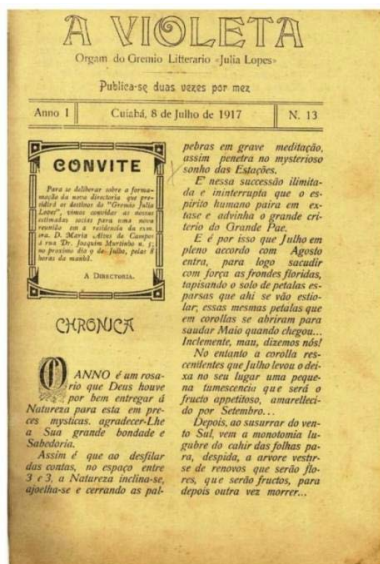 A VIOLETA
Orgam do Gremio Litterario «Julia Lopes»
Publica-se duas vezes por mez
Anno 1
Cuiabá, 8 de Julho de 1917
N. 13
CONVITE
Para se deliberar sobre a forma-
ção da nova directoria que pre-
sidirá os destinos do "Gremio Julia
Lopes", vimos convidar as nossas
estimadas socias para uma nova
reunião em a residencia da exm.
sra. D. Maria Alina de Campos
á rua Dr. Joaquim Murtinho n.
no proximo dia 9 de Julho, pelas 8
horas da manhã.
A DIRECTORIA.
CHRONICA
O ANNO é um rosa-
rio que Deus houve
por bem entregar á
Natureza para esta em pre-
ces mysticas. agradecer-Lhe
a Sua grande bondade e
Sabedoria.
Assim é que ao desfilar
das contas, no espaço entre
3 e 3, a Natureza inclina-se,
ajoelha-se e cerrando as pal-
pebras em grave meditação,
assim penetra no mysterioso
sonho das Estações.
E' nessa successão ilimita-
da e ininterrupta que o es-
pirito humano paira em ex-
tase e advinha o grande cri-
terio do Grande Pae.
E é por isso que Julho em
pleno accordo com Agosto
entra, para logo sacudir
com força as frondes floridas,
tapisando o solo de petalas es-
parsas que ahi se vão estio-
lar, essas mesmas petalas que
em corollas se abriram para
saudar Maio quando chegou...
Inclemente, mau, dizemos nós!
No entanto a corolla res-
cenitentes que Julho levou o dei-
xa no seu lugar uma peque-
na tumescencia que será o
fructo appetitoso, amarelleci-
do por Setembro...
Depois, ao susurrar do ven-
to Sul, vem a monotomia lu-
gubre do cahir das folhas pa-
ra, despida, a arvore vestir-
se de renovos que serão flo-
res, que serão fructos, para
depois outra vez morrer...